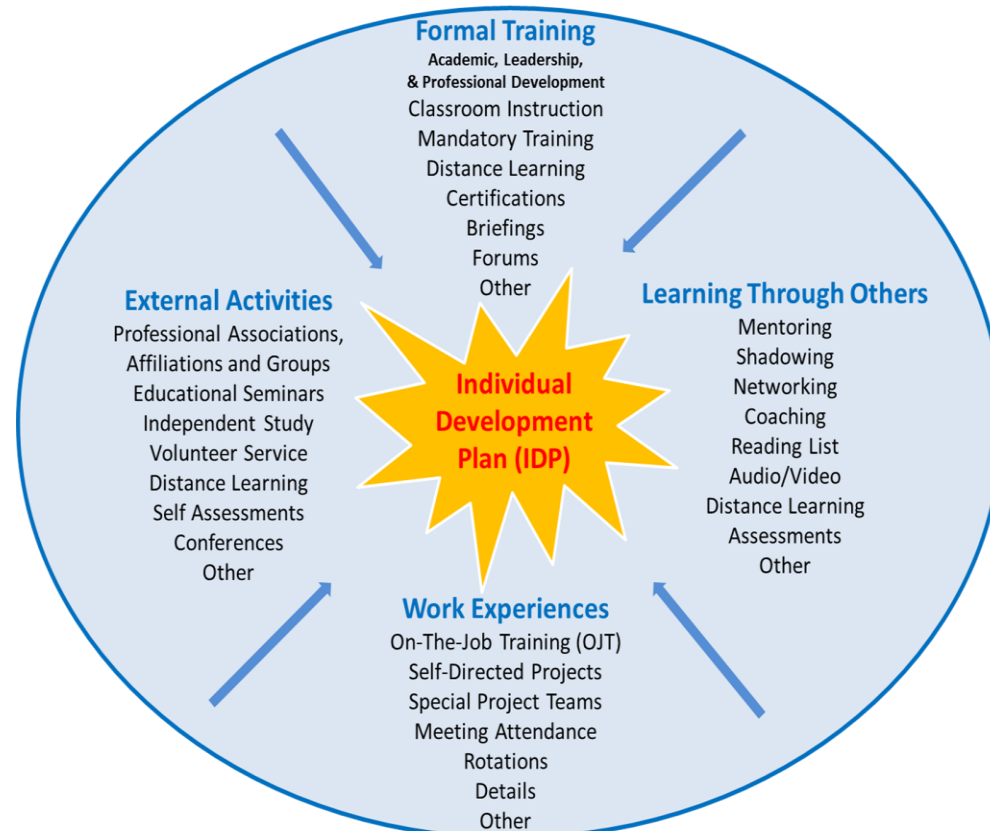 Formal Training
Academic, Leadership,
& Professional Development
Classroom Instruction
Mandatory Training
Distance Learning
Certifications
Briefings
Forums
Other
External Activities
Professional Associations,
Affiliations and Groups
Educational Seminars
Independent Study
Volunteer Service
Distance Learning
Self Assessments
Conferences
Other
Individual
Development
Plan (IDP)
Learning Through Others
Mentoring
Shadowing
Networking
Coaching
Reading List
Audio/Video
Distance Learning
Assessments
Other
Work Experiences
On-The-Job Training (OJT)
Self-Directed Projects
Special Project Teams
Meeting Attendance
Rotations
Details
Other